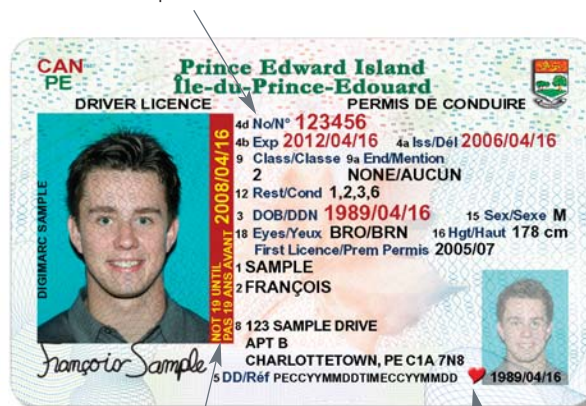 CAN
PE
Prince Edward Island
Île-du-Prince-Edouard
DRIVER LICENCE PERMIS DE CONDUIRE
4d No/N° 123456
4b Exp 2012/04/16 4a Iss/Dél 2006/04/16
9 Class/Classe 9a End/Mention
2 NONE/AUCUN
12 Rest/Cond 1,2,3,6
3 DOB/DDN 1989/04/16 15 Sex/Sexe M
18 Eyes/Yeux BRO/BRN 16 Hgt/Haut 178 cm
First Licence/Prem Permis 2005/07
1 SAMPLE
2 FRANÇOIS
8 123 SAMPLE DRIVE
APT B
CHARLOTTETOWN, PE C1A 7N8
5 DD/Réf PECCYYMMDDTIMECCYYMMDD 1989/04/16
DIGIMARC SAMPLE
NOT 19 UNTIL
PAS 19 ANS AVANT 2008/04/16
François Sample